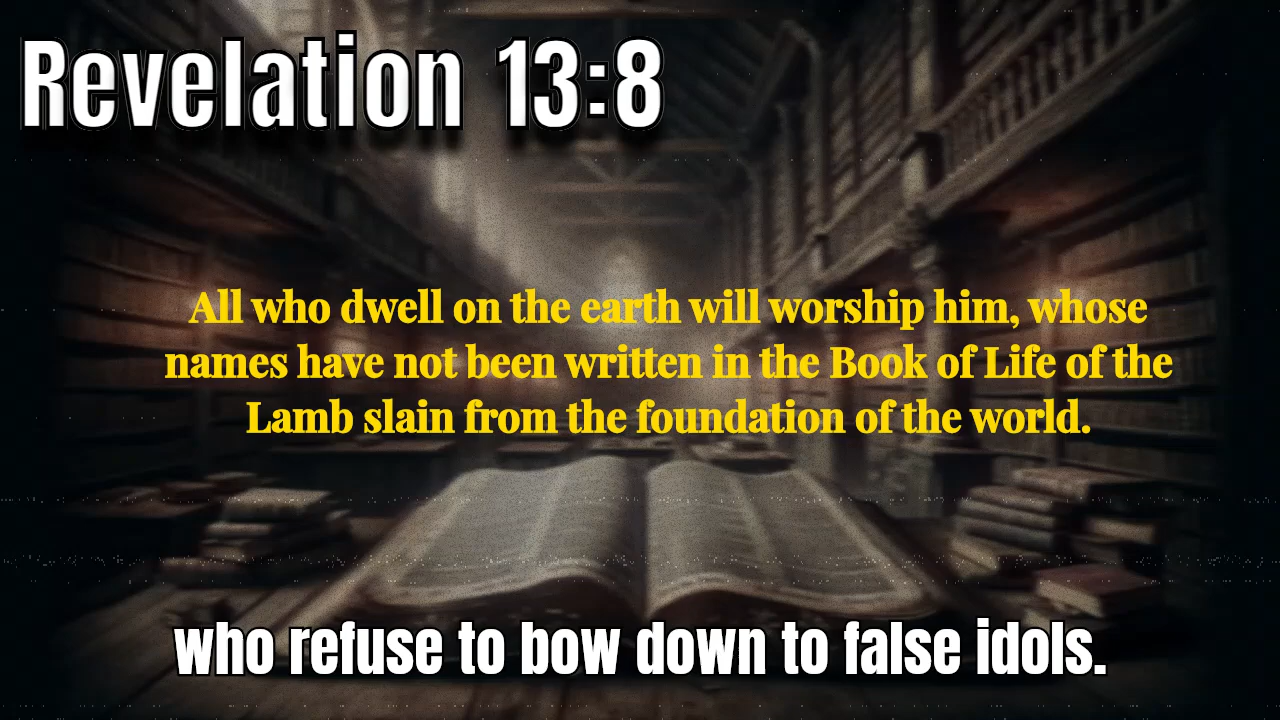 Revelation 13:8
All who dwell on the earth will worship him, whose
names have not been written in the Book of Life of the
Lamb slain from the foundation of the world.
who refuse to bow down to false idols.